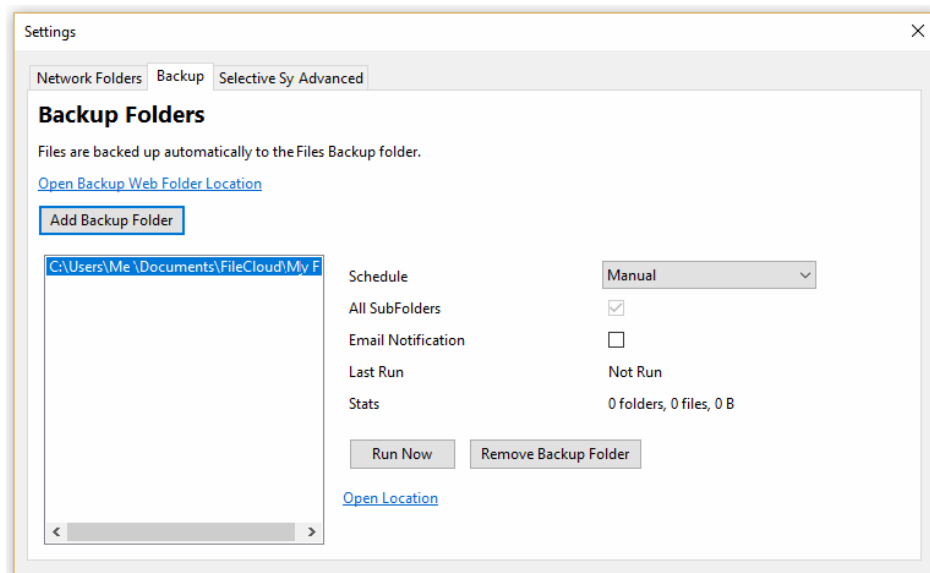 Settings
Network Folders Backup Selective Sy Advanced
Backup Folders
Files are backed up automatically to the Files Backup folder.
Open Backup Web Folder Location
Add Backup Folder
C:\Users\Me \Documents\FileCloud\My F
Schedule Manual
All SubFolders
Email Notification
Last Run Not Run
Stats 0 folders, 0 files, 0 B
Run Now Remove Backup Folder
Open Location